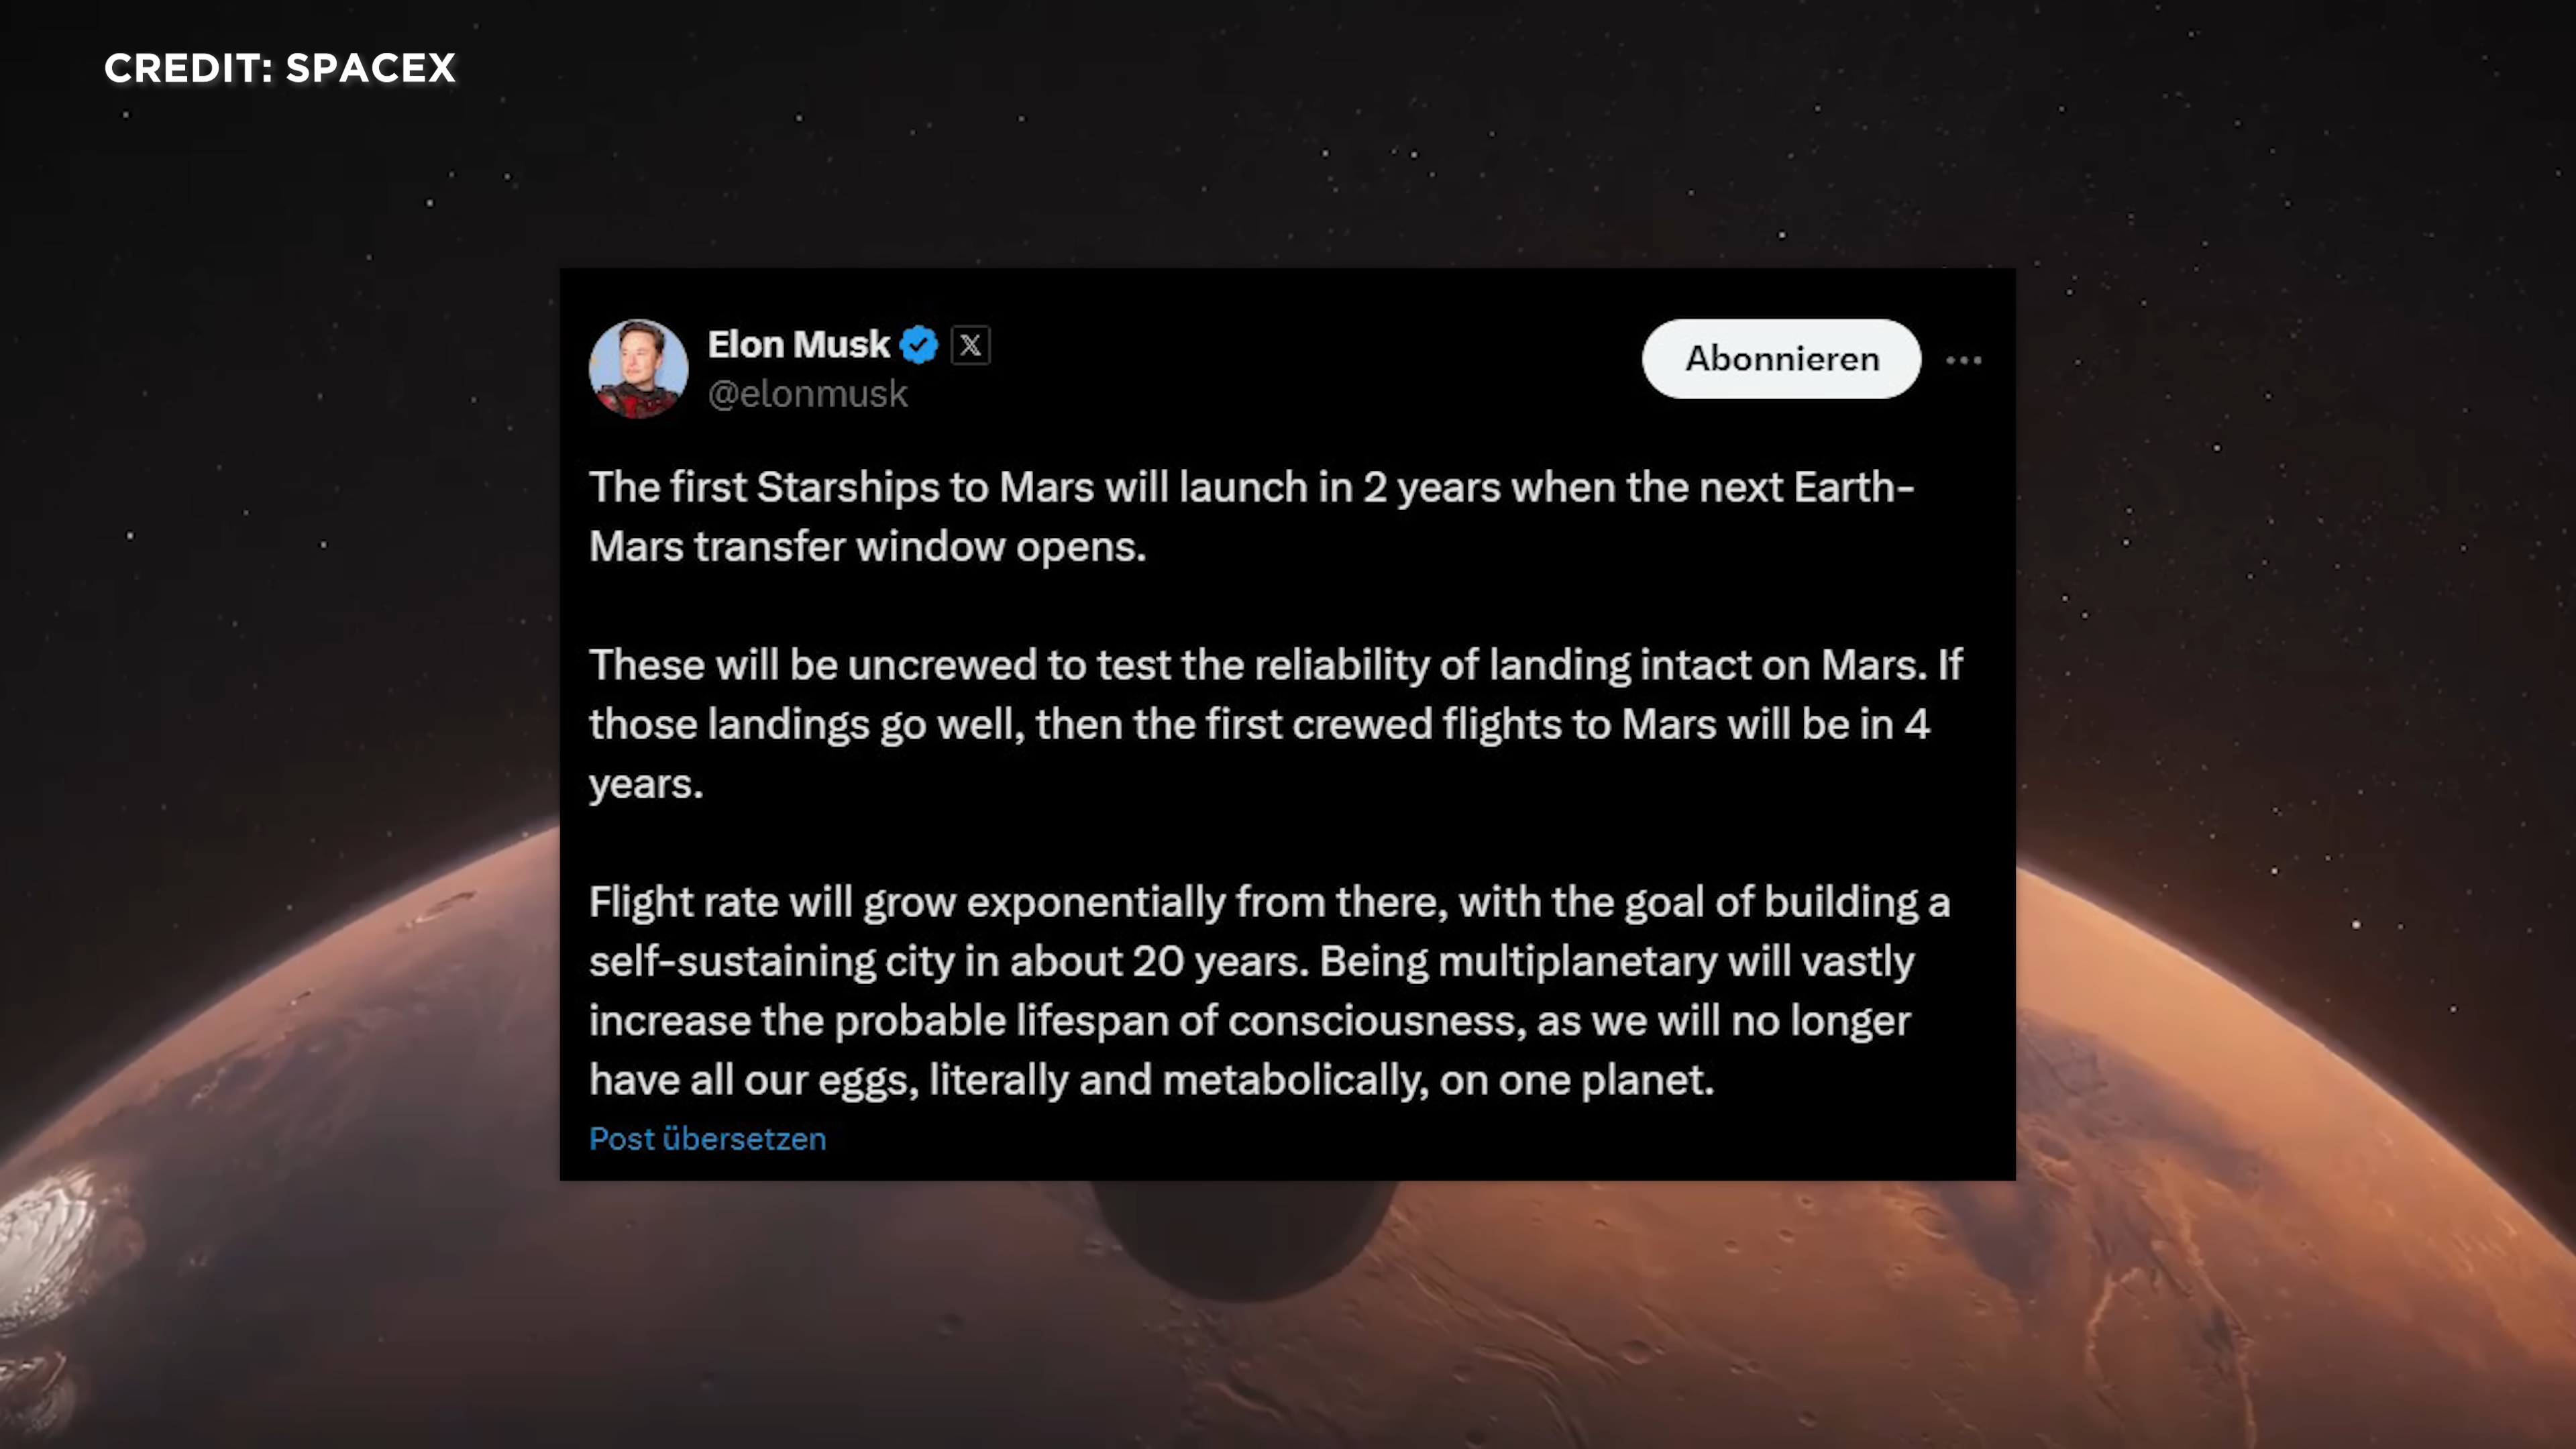 CREDIT: SPACEX
Elon Musk
@elonmusk
Abonnieren
The first Starships to Mars will launch in 2 years when the next Earth-
Mars transfer window opens.
These will be uncrewed to test the reliability of landing intact on Mars. If
those landings go well, then the first crewed flights to Mars will be in 4
years.
Flight rate will grow exponentially from there, with the goal of building a
self-sustaining city in about 20 years. Being multiplanetary will vastly
increase the probable lifespan of consciousness, as we will no longer
have all our eggs, literally and metabolically, on one planet.
Post übersetzen